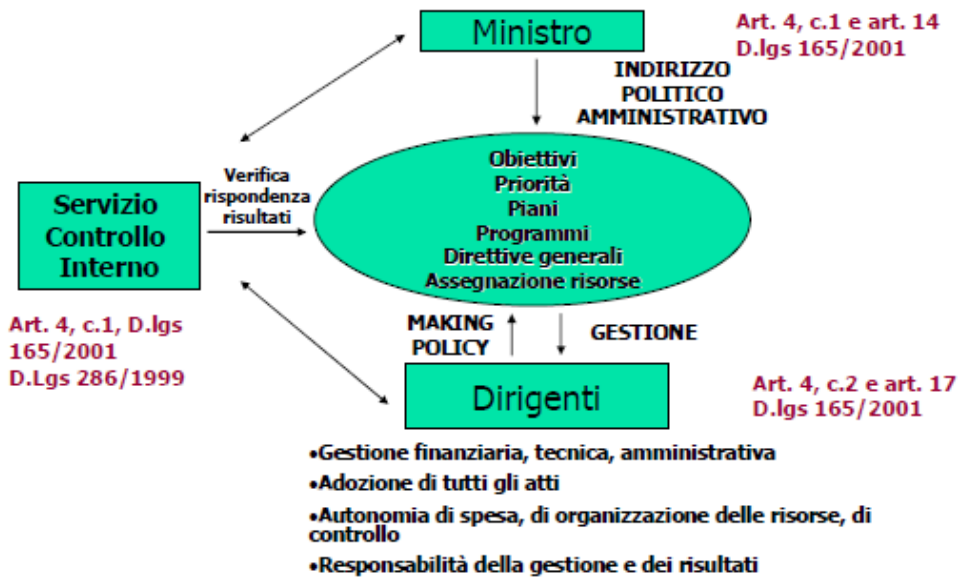 Ministro
Art. 4, c.1 e art. 14
D.lgs 165/2001
INDIRIZZO
POLITICO
AMMINISTRATIVO
Verifica
rispondenza
risultati
Servizio
Controllo
Interno
Obiettivi
Priorità
Piani
Programmi
Direttive generali
Assegnazione risorse
Art. 4, c.1, D.lgs
165/2001
D.Lgs 286/1999
MAKING
POLICY
GESTIONE
Dirigenti
Art. 4, c.2 e art. 17
D.lgs 165/2001
•Gestione finanziaria, tecnica, amministrativa
•Adozione di tutti gli atti
•Autonomia di spesa, di organizzazione delle risorse, di
controllo
•Responsabilità della gestione e dei risultati